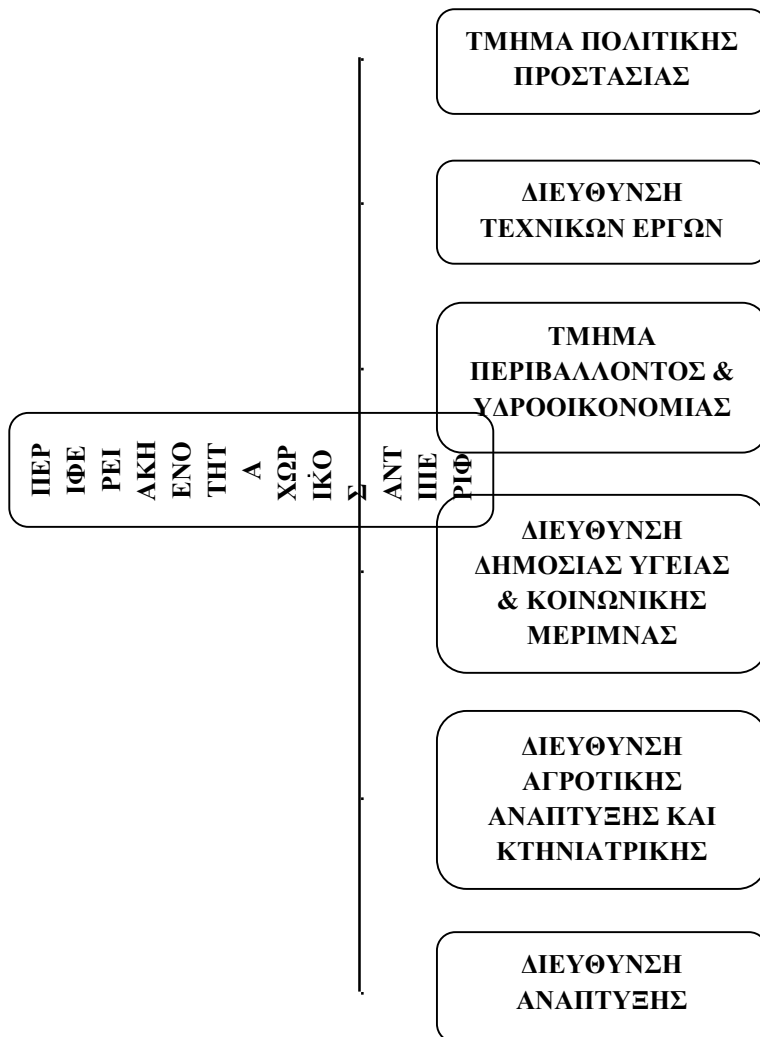 ΤΜΗΜΑ ΠΟΛΙΤΙΚΗΣ
ΠΡΟΣΤΑΣΙΑΣ
ΔΙΕΥΘΥΝΣΗ
ΤΕΧΝΙΚΩΝ ΕΡΓΩΝ
ΤΜΗΜΑ
ΠΕΡΙΒΑΛΛΟΝΤΟΣ &
ΥΔΡΟΟΙΚΟΝΟΜΙΑΣ
ΠΕΡ
ΙΦΕ
ΡΕΙ
ΑΚΗ
ΕΝΟ
ΤΗΤ
Α
ΧΩΡ
ΙΚΟ
Σ
ΑΝΤ
ΙΠΕ
ΡΙΦ
ΔΙΕΥΘΥΝΣΗ
ΔΗΜΟΣΙΑΣ ΥΓΕΙΑΣ
& ΚΟΙΝΩΝΙΚΗΣ
ΜΕΡΙΜΝΑΣ
ΔΙΕΥΘΥΝΣΗ
ΑΓΡΟΤΙΚΗΣ
ΑΝΑΠΤΥΞΗΣ ΚΑΙ
ΚΤΗΝΙΑΤΡΙΚΗΣ
ΔΙΕΥΘΥΝΣΗ
ΑΝΑΠΤΥΞΗΣ